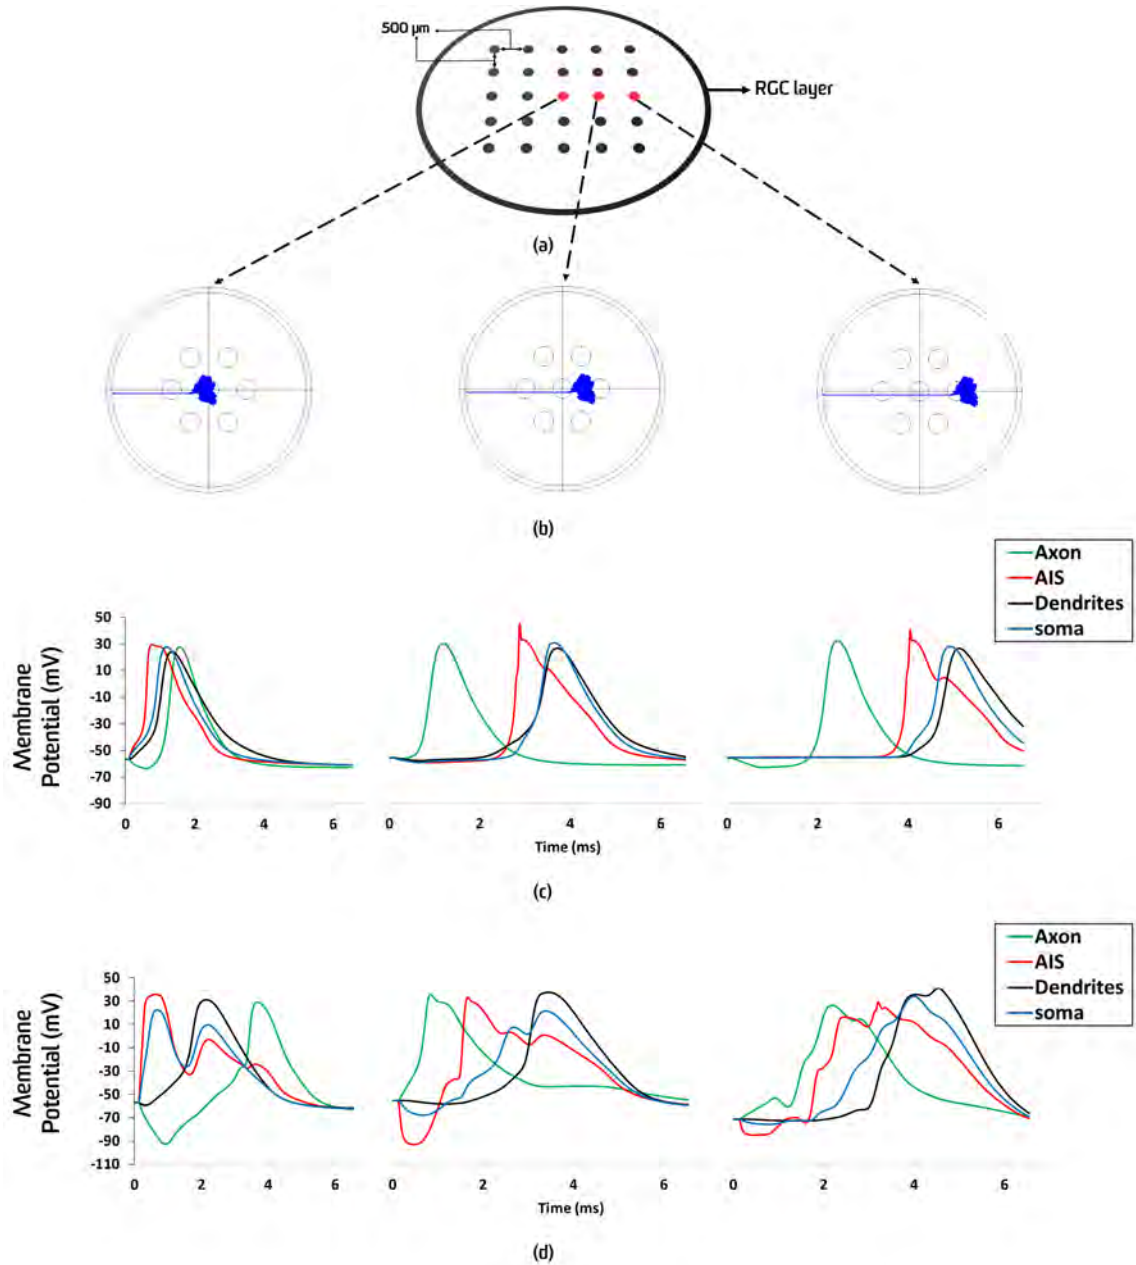 500 µm
RGC layer
(a)
(b)
Axon
AIS
Dendrites
soma
Membrane
Potential (mV)
50
30
10
-10
-30
-50
-70
-90
0 2 4 6 0 2 4 6 0 2 4 6
Time (ms)
(c)
Axon
AIS
Dendrites
soma
Membrane
Potential (mV)
50
30
10
-10
-30
-50
-70
-90
-110
0 2 4 6 0 2 4 6 0 2 4 6
Time (ms)
(d)